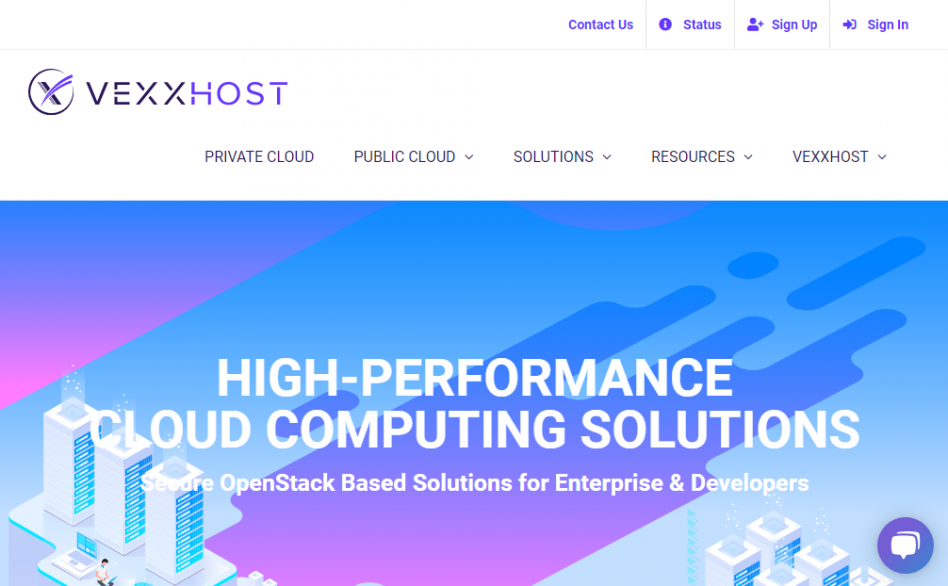 Contact Us Status Sign Up Sign In
VEXXHOST
PRIVATE CLOUD PUBLIC CLOUD SOLUTIONS RESOURCES VEXXHOST
HIGH-PERFORMANCE
CLOUD COMPUTING SOLUTIONS
Secure OpenStack Based Solutions for Enterprise & Developers